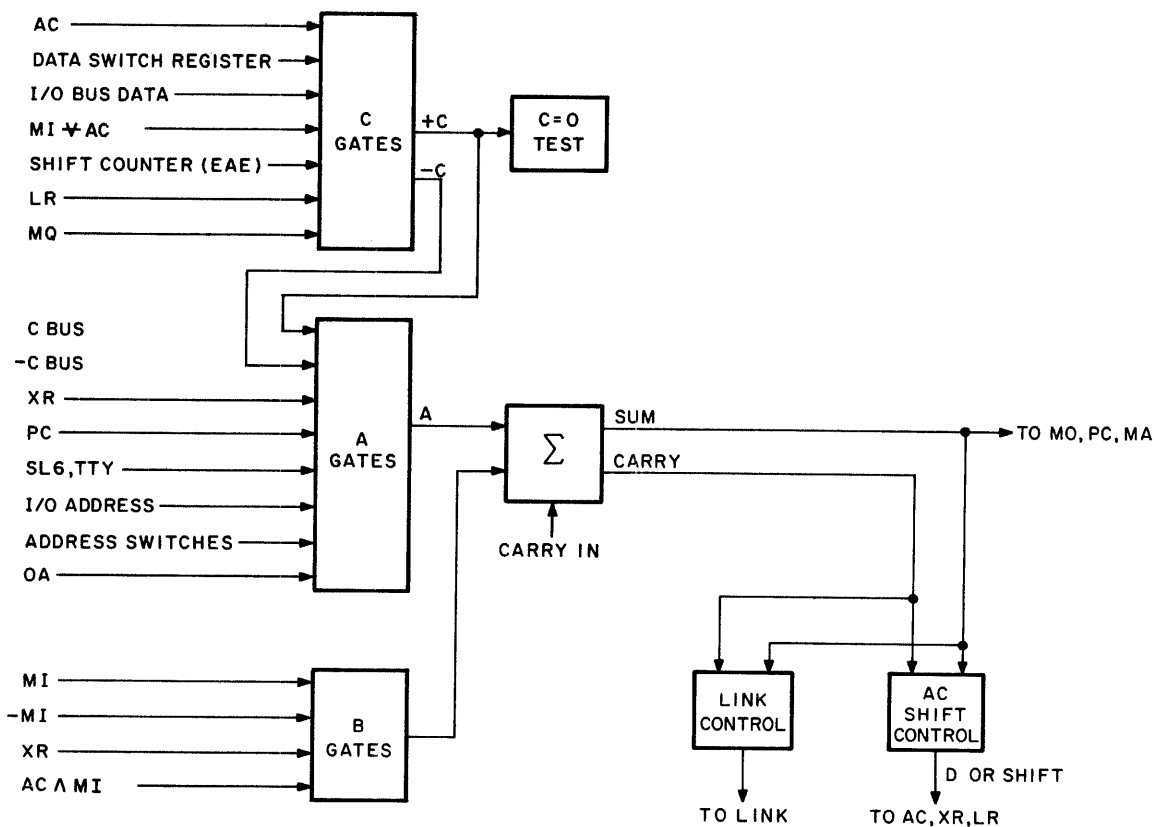 AC
DATA SWITCH REGISTER
I/O BUS DATA
MI ⊻ AC
SHIFT COUNTER (EAE)
LR
MQ
C
GATES
+C
-C
C=0
TEST
C BUS
-C BUS
XR
PC
SL6, TTY
I/O ADDRESS
ADDRESS SWITCHES
OA
A
GATES
A
Σ
SUM
CARRY
CARRY IN
TO MO, PC, MA
MI
-MI
XR
AC ∧ MI
B
GATES
LINK
CONTROL
AC
SHIFT
CONTROL
D OR SHIFT
TO LINK
TO AC, XR, LR